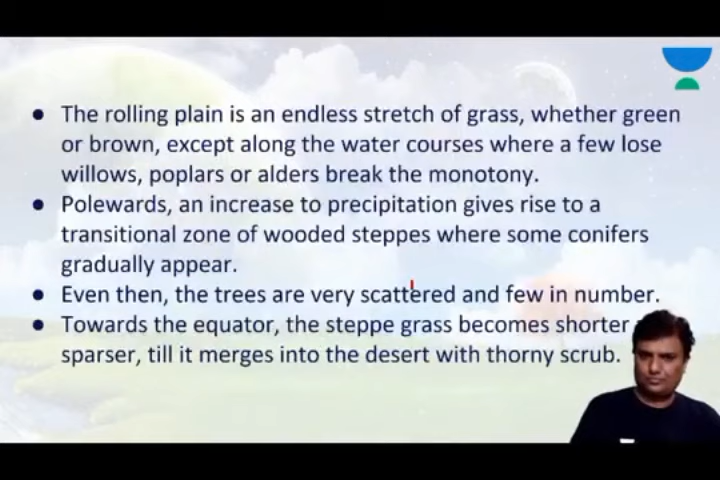 ● The rolling plain is an endless stretch of grass, whether green
or brown, except along the water courses where a few lose
willows, poplars or alders break the monotony.
● Polewards, an increase to precipitation gives rise to a
transitional zone of wooded steppes where some conifers
gradually appear.
● Even then, the trees are very scattered and few in number.
● Towards the equator, the steppe grass becomes shorter
sparser, till it merges into the desert with thorny scrub.